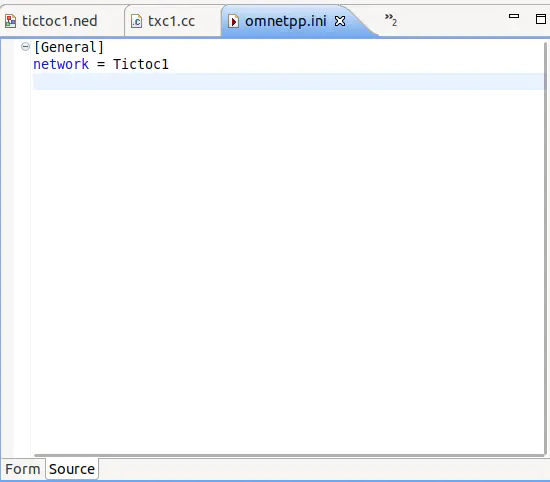 tictoc1.ned txc1.cc omnetpp.ini »2
[General]
network = Tictoc1
Form Source